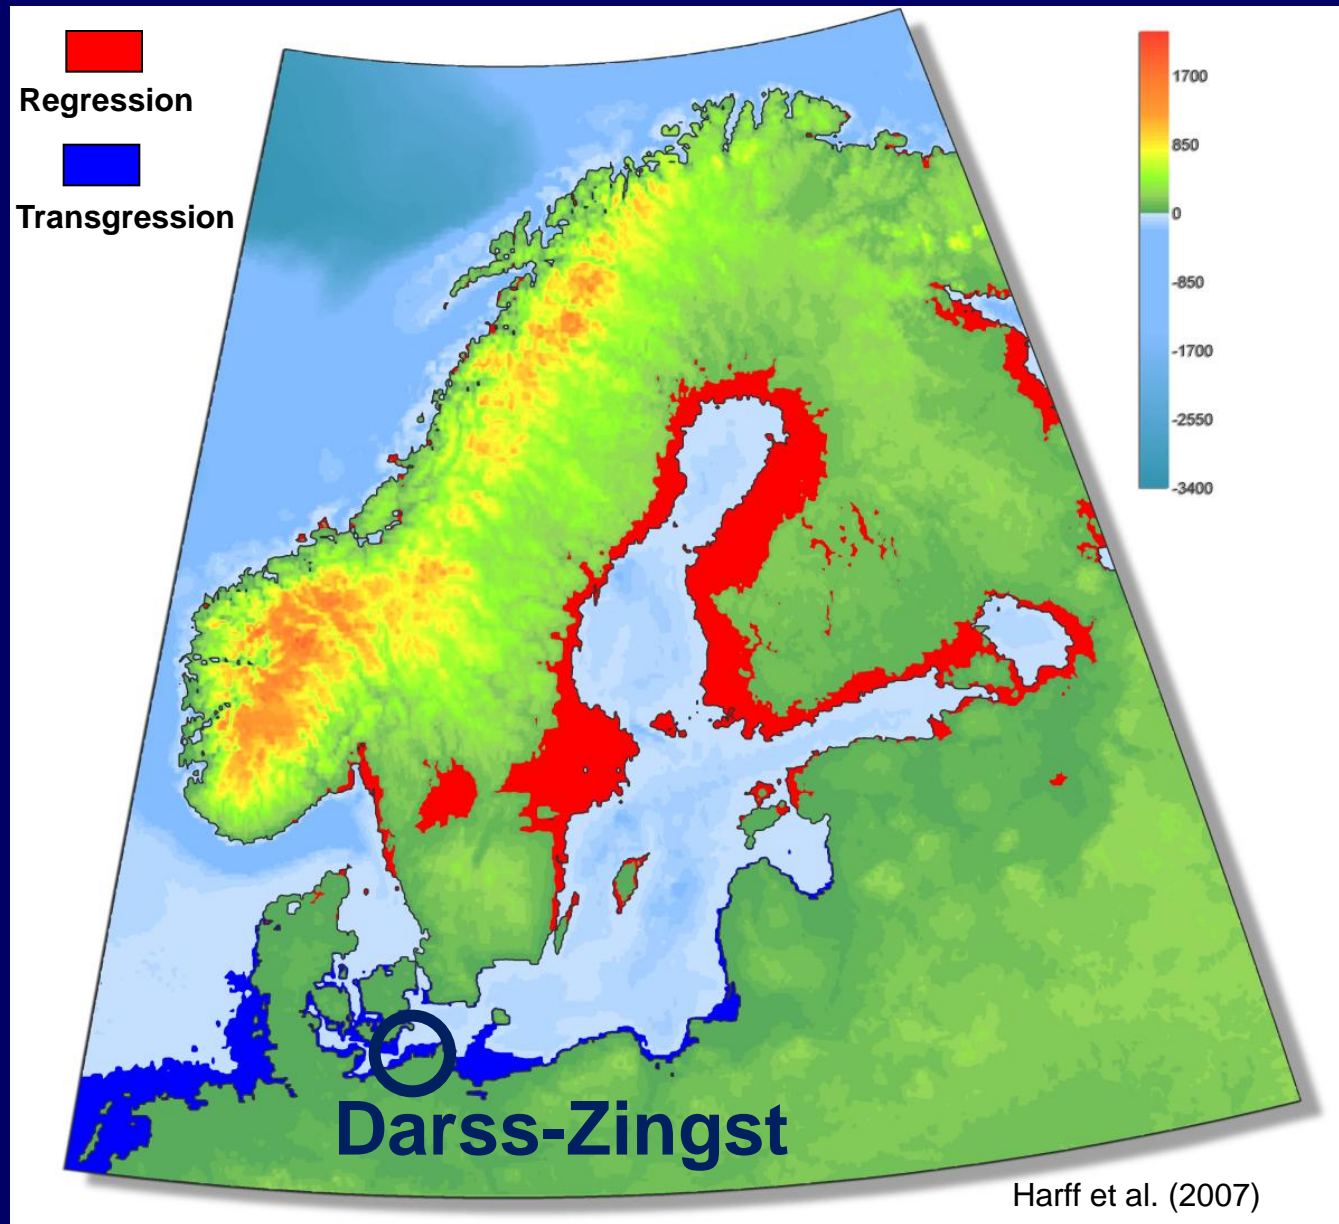 Regression
Transgression
1700
850
0
-850
-1700
-2550
-3400
Darss-Zingst
Harff et al. (2007)